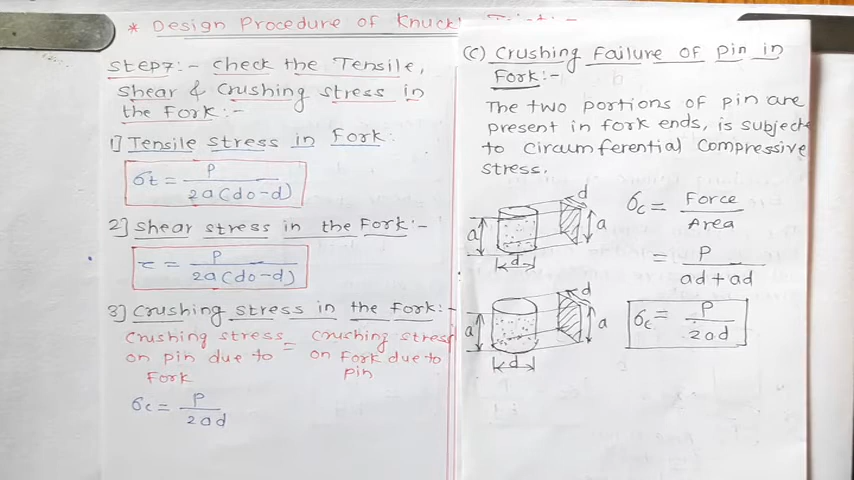 * Design Procedure of Knuckl
Step7:- Check the Tensile,
Shear & Crushing stress in
the Fork:-
1] Tensile stress in Fork:
σt = P / 2a(do-d)
2] Shear stress in the Fork:-
τ = P / 2a(do-d)
3] Crushing stress in the Fork:-
Crushing stress = crushing stress
on pin due to on fork due to
Fork pin
σc = P / 2ad
(C) Crushing Failure of pin in
Fork:-
The two portions of pin are
present in fork ends, is subject
to circumferential compressive
stress.
a d d a
σc = Force / Area
= P / ad + ad
a d d a
σc = P / 2ad